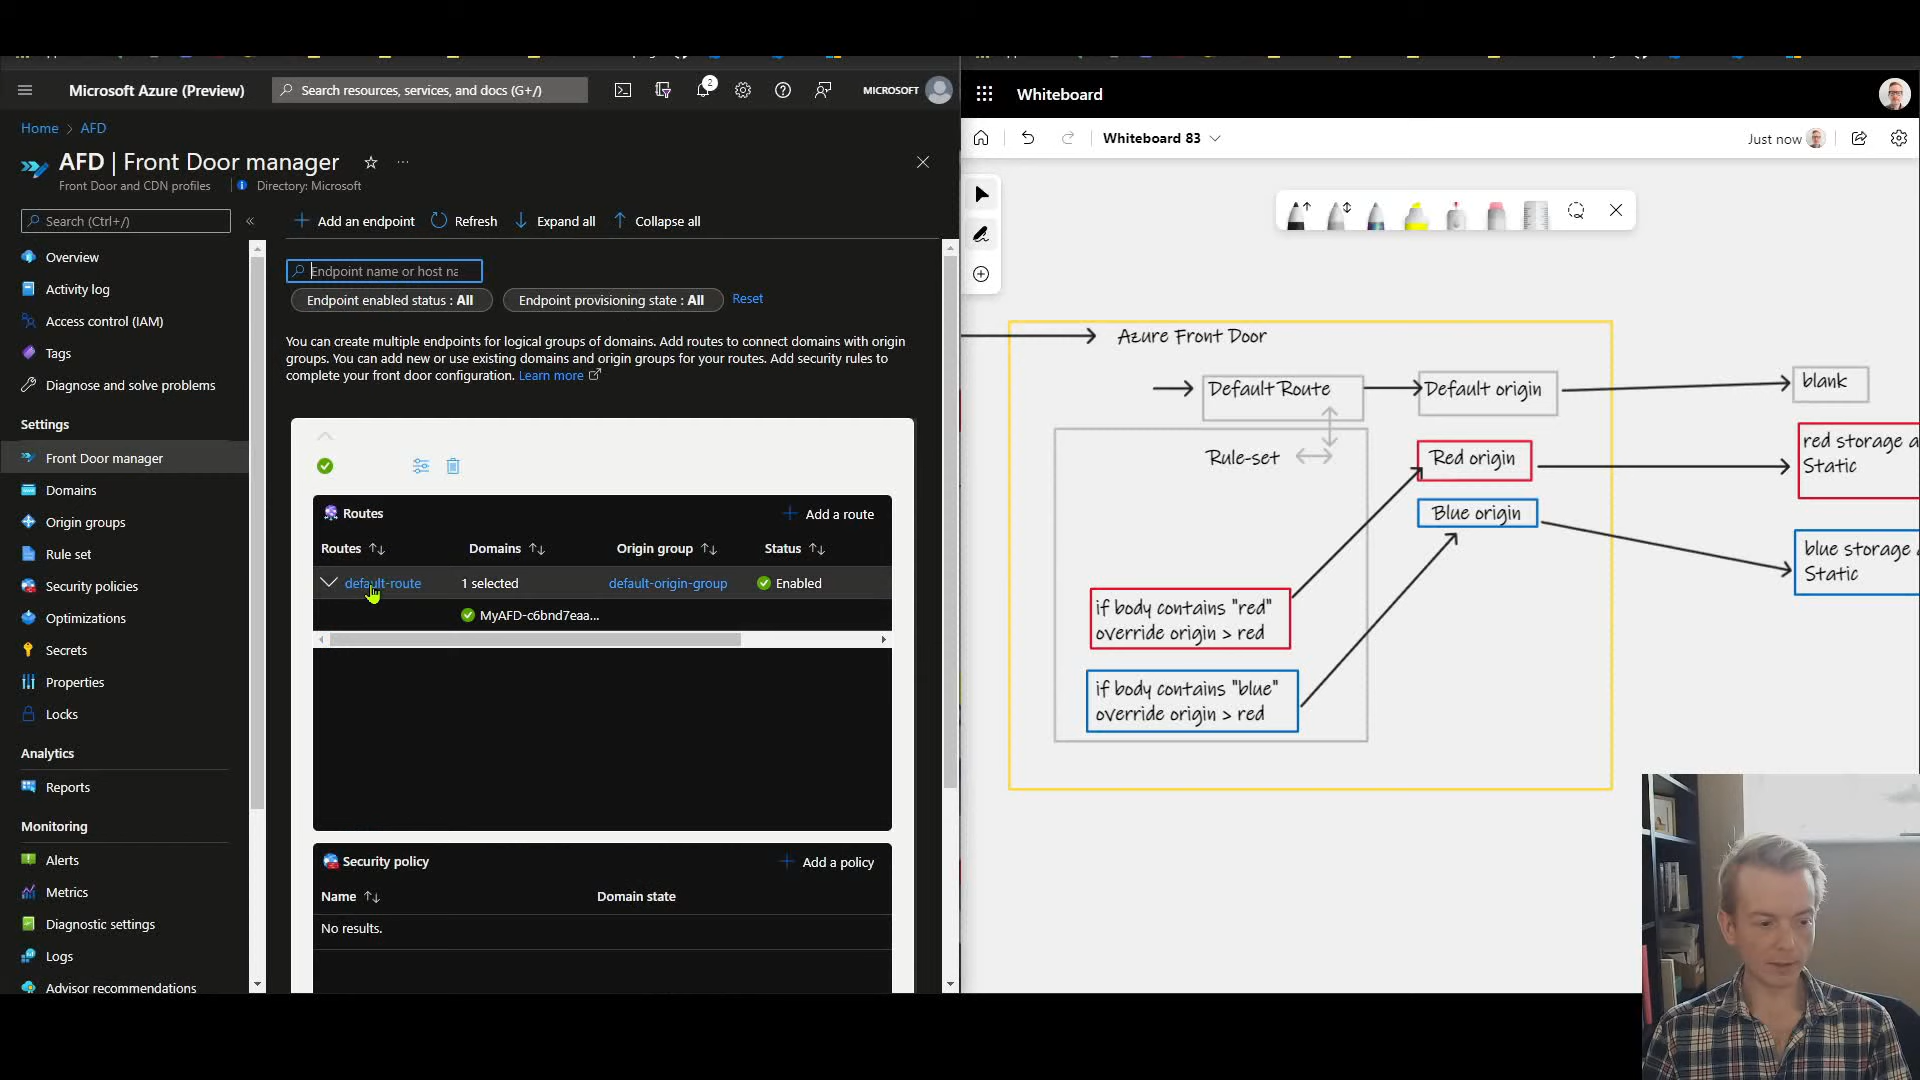 Microsoft Azure (Preview)
Search resources, services, and docs (G+/)
2
MICROSOFT
Home > AFD
AFD | Front Door manager
Front Door and CDN profiles
Directory: Microsoft
Search (Ctrl+/)
Overview
Activity log
Access control (IAM)
Tags
Diagnose and solve problems
Settings
Front Door manager
Domains
Origin groups
Rule set
Security policies
Optimizations
Secrets
Properties
Locks
Analytics
Reports
Monitoring
Alerts
Metrics
Diagnostic settings
Logs
Advisor recommendations
Add an endpoint
Refresh
Expand all
Collapse all
Endpoint name or host na
Endpoint enabled status : All
Endpoint provisioning state : All
Reset
You can create multiple endpoints for logical groups of domains. Add routes to connect domains with origin
groups. You can add new or use existing domains and origin groups for your routes. Add security rules to
complete your front door configuration. Learn more
Routes
Add a route
Routes
Domains
Origin group
Status
default-route
1 selected
default-origin-group
Enabled
MyAFD-c6bnd7eaa...
Security policy
Add a policy
Name
Domain state
No results.
Whiteboard
Whiteboard 83
Just now
Azure Front Door
Default Route
Default origin
blank
Rule-set
Red origin
red storage a
Static
Blue origin
blue storage
Static
if body contains "red"
override origin > red
if body contains "blue"
override origin > red